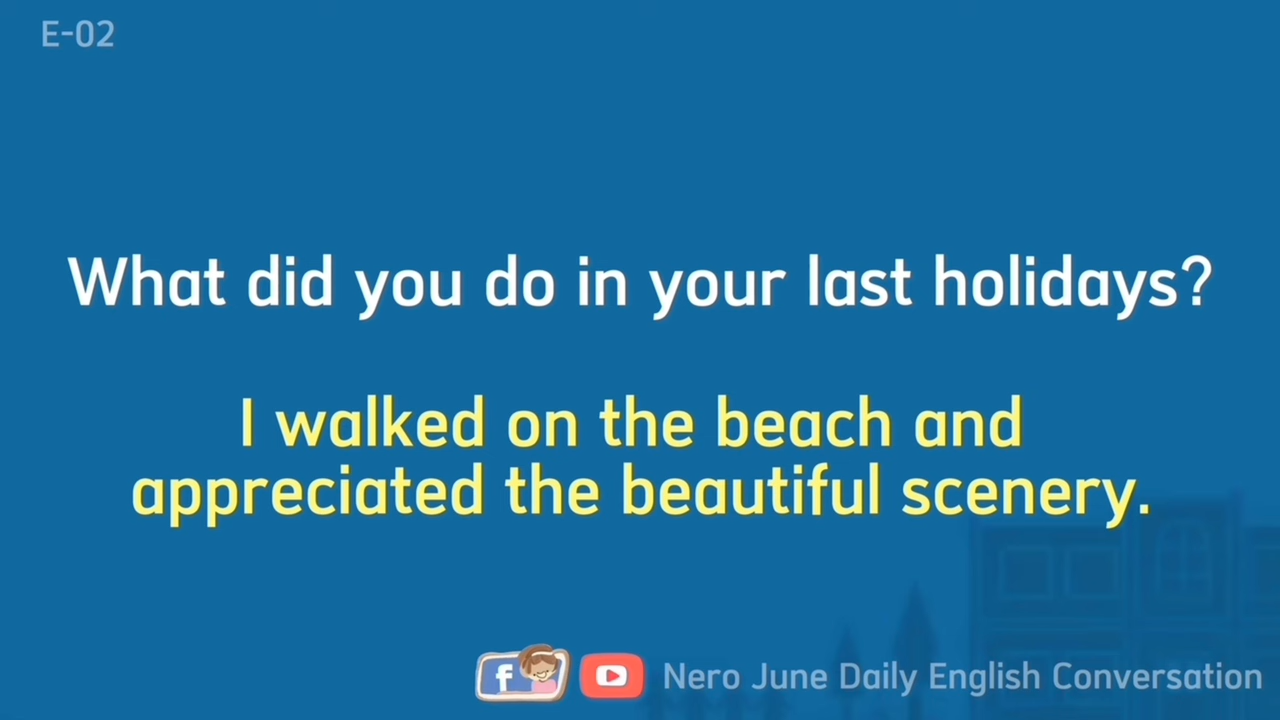 E-02
What did you do in your last holidays?
I walked on the beach and
appreciated the beautiful scenery.
f
Nero June Daily English Conversation